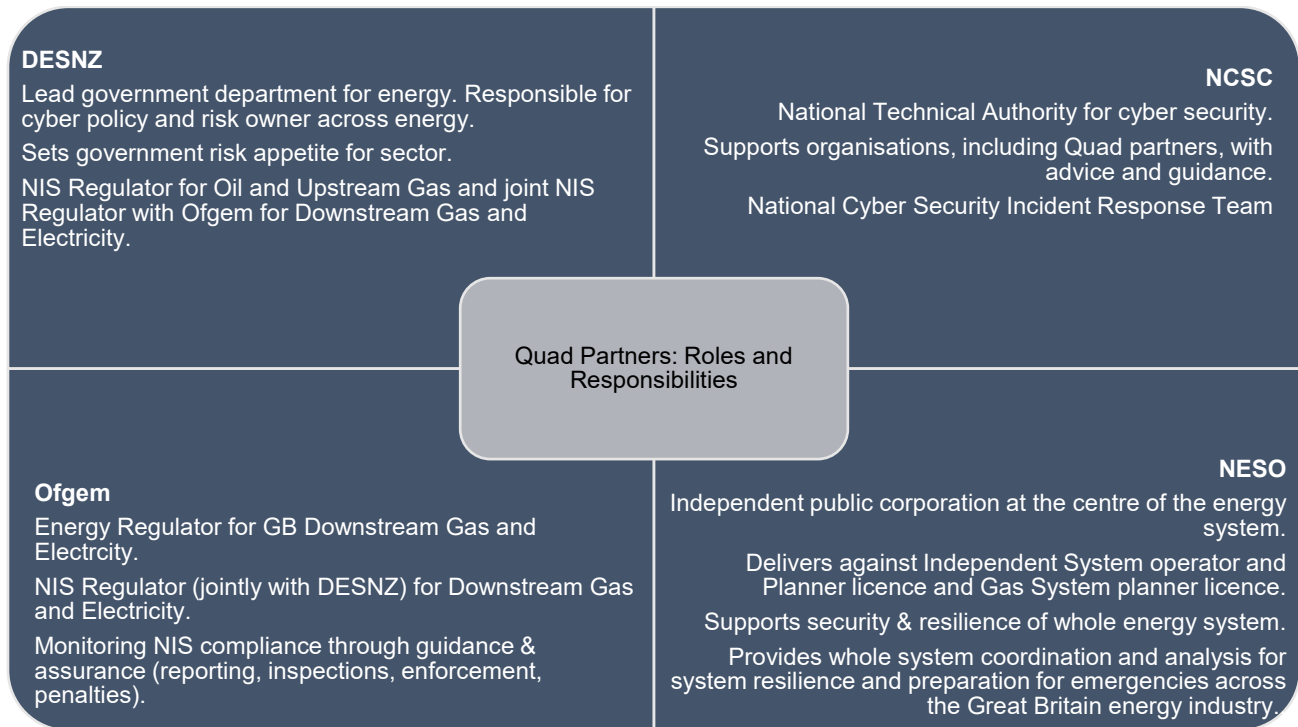 DESNZ
Lead government department for energy. Responsible for
cyber policy and risk owner across energy.
Sets government risk appetite for sector.
NIS Regulator for Oil and Upstream Gas and joint NIS
Regulator with Ofgem for Downstream Gas and
Electricity.
NCSC
National Technical Authority for cyber security.
Supports organisations, including Quad partners, with
advice and guidance.
National Cyber Security Incident Response Team
Quad Partners: Roles and
Responsibilities
Ofgem
Energy Regulator for GB Downstream Gas and
Electrcity.
NIS Regulator (jointly with DESNZ) for Downstream Gas
and Electricity.
Monitoring NIS compliance through guidance &
assurance (reporting, inspections, enforcement,
penalties).
NESO
Independent public corporation at the centre of the energy
system.
Delivers against Independent System operator and
Planner licence and Gas System planner licence.
Supports security & resilience of whole energy system.
Provides whole system coordination and analysis for
system resilience and preparation for emergencies across
the Great Britain energy industry.